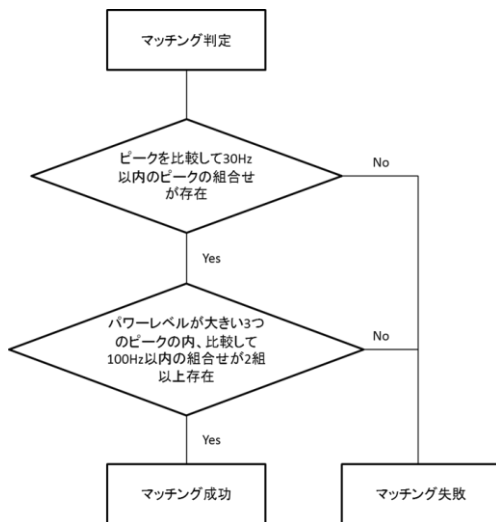 マッチング判定
ピークを比較して30Hz
以内のピークの組合せ
が存在
No
Yes
パワーレベルが大きい3つ
のピークの内、比較して
100Hz以内の組合せが2組
以上存在
No
Yes
マッチング成功
マッチング失敗